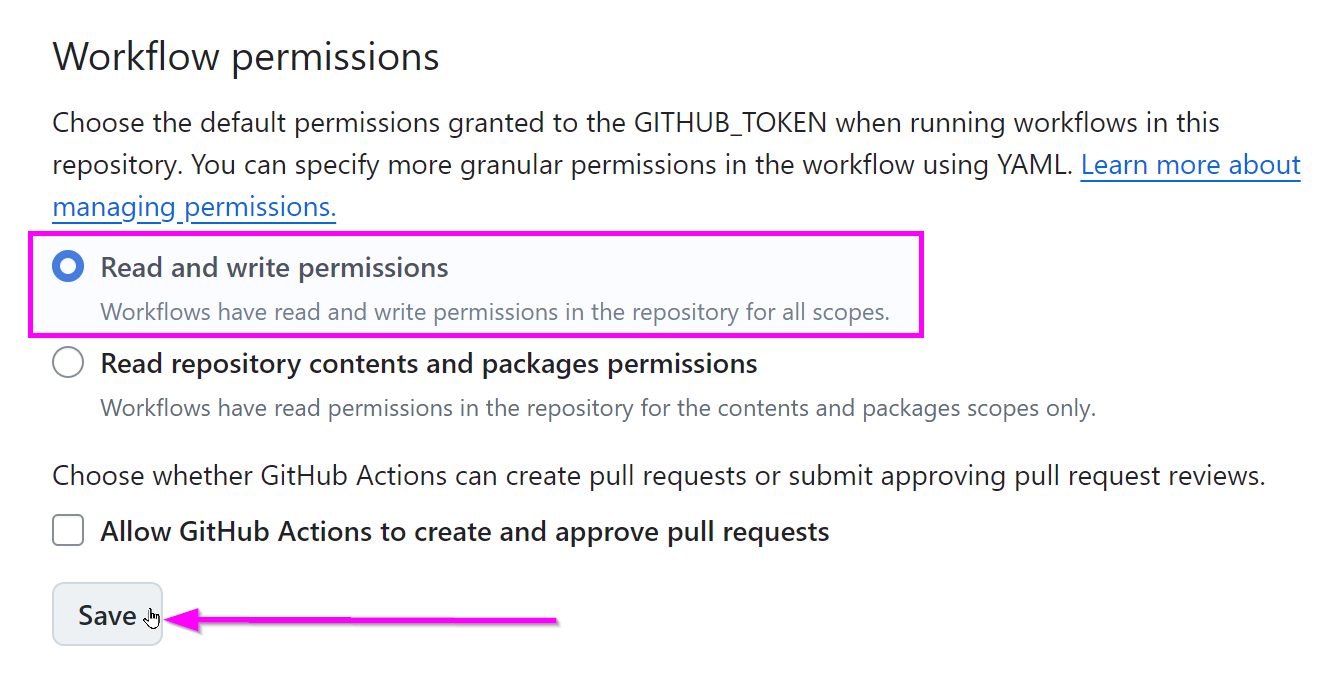 Workflow permissions
Choose the default permissions granted to the GITHUB_TOKEN when running workflows in this
repository. You can specify more granular permissions in the workflow using YAML. Learn more about
managing permissions.
Read and write permissions
Workflows have read and write permissions in the repository for all scopes.
Read repository contents and packages permissions
Workflows have read permissions in the repository for the contents and packages scopes only.
Choose whether GitHub Actions can create pull requests or submit approving pull request reviews.
Allow GitHub Actions to create and approve pull requests
Save